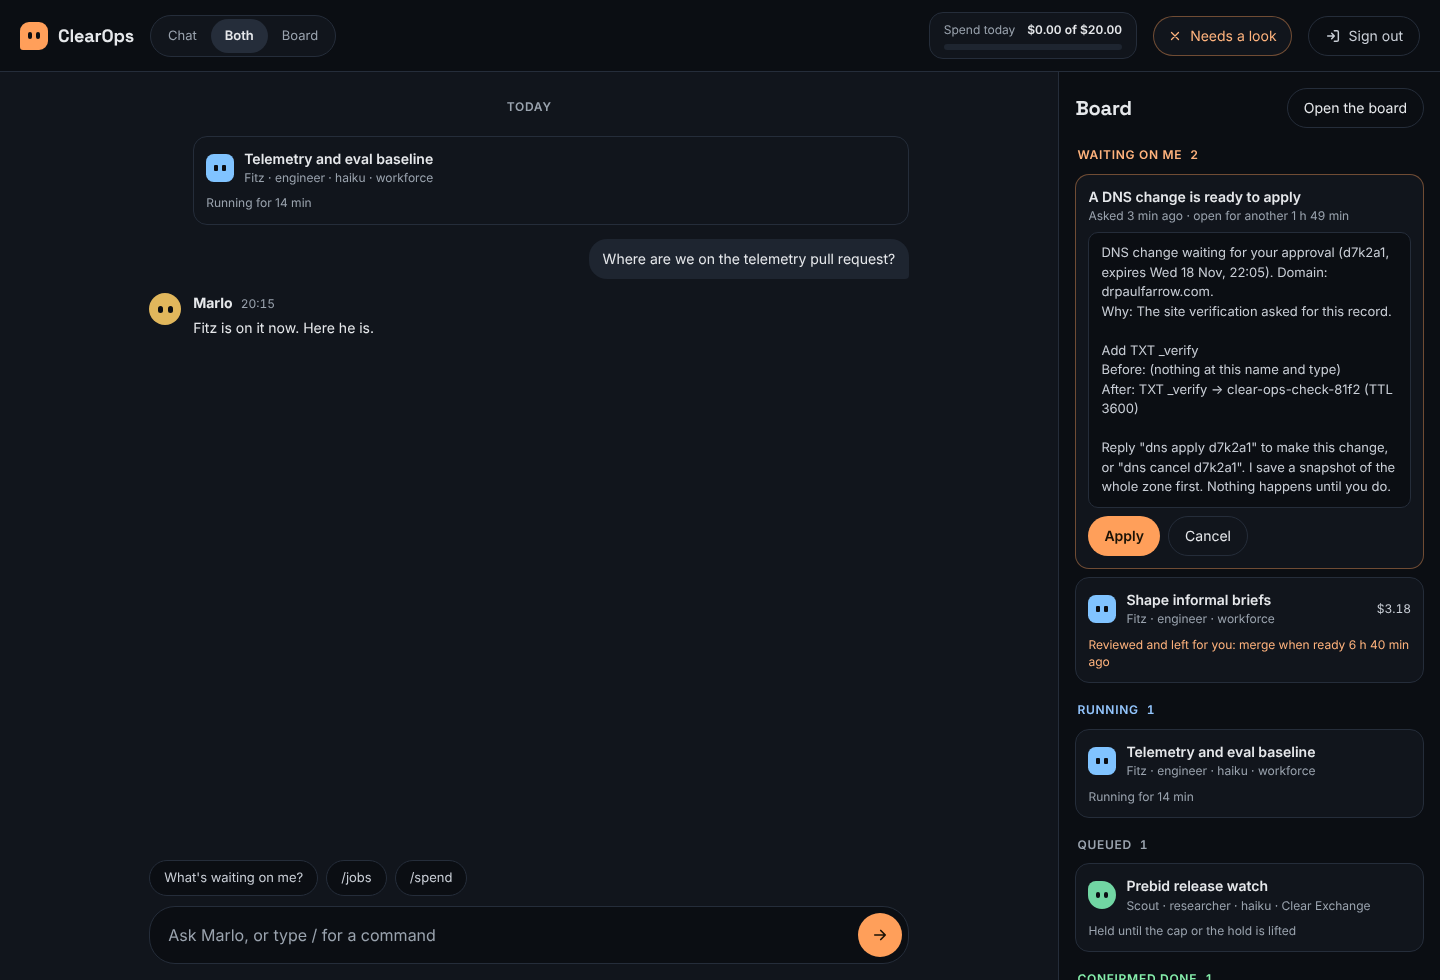 ClearOps
Chat
Both
Board
Spend today
$0.00 of $20.00
Needs a look
Sign out
TODAY
Telemetry and eval baseline
Fitz · engineer · haiku · workforce
Running for 14 min
Where are we on the telemetry pull request?
Marlo 20:15
Fitz is on it now. Here he is.
What's waiting on me?
/jobs
/spend
Ask Marlo, or type / for a command
Board
Open the board
WAITING ON ME 2
A DNS change is ready to apply
Asked 3 min ago · open for another 1 h 49 min
DNS change waiting for your approval (d7k2a1,
expires Wed 18 Nov, 22:05). Domain:
drpaulfarrow.com.
Why: The site verification asked for this record.
Add TXT _verify
Before: (nothing at this name and type)
After: TXT _verify → clear-ops-check-81f2 (TTL
3600)
Reply "dns apply d7k2a1" to make this change,
or "dns cancel d7k2a1". I save a snapshot of the
whole zone first. Nothing happens until you do.
Apply
Cancel
Shape informal briefs
$3.18
Fitz · engineer · workforce
Reviewed and left for you: merge when ready 6 h 40 min
ago
RUNNING 1
Telemetry and eval baseline
Fitz · engineer · haiku · workforce
Running for 14 min
QUEUED 1
Prebid release watch
Scout · researcher · haiku · Clear Exchange
Held until the cap or the hold is lifted
CONFIRMED DONE 1